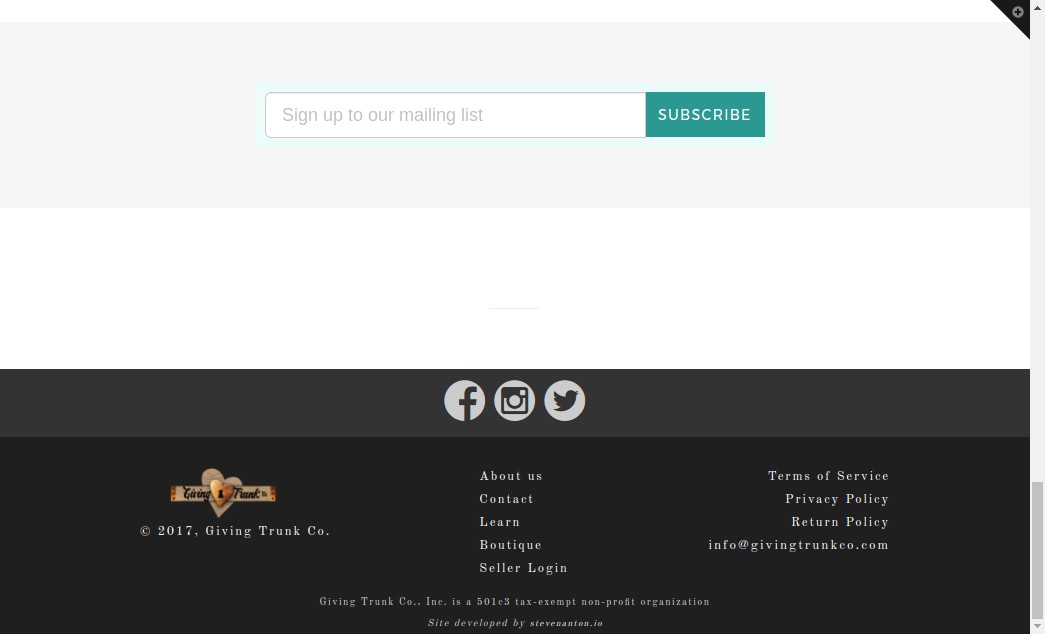 Sign up to our mailing list
SUBSCRIBE
Giving Trunk Co.
© 2017, Giving Trunk Co.
About us
Contact
Learn
Boutique
Seller Login
Terms of Service
Privacy Policy
Return Policy
info@givingtrunkco.com
Giving Trunk Co., Inc. is a 501c3 tax-exempt non-profit organization
Site developed by stevenanton.io